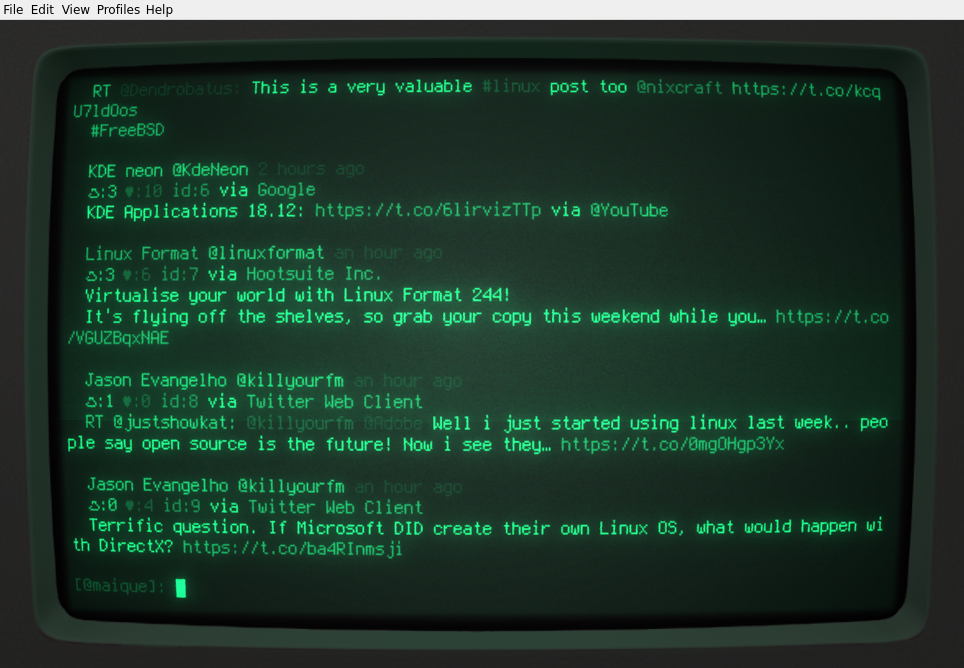 File Edit View Profiles Help
RT @Dendrobatus: This is a very valuable #linux post too @nixcraft https://t.co/kcq
U7ldOos
#FreeBSD
KDE neon @KdeNeon 2 hours ago
♺:3 ♥:10 id:6 via Google
KDE Applications 18.12: https://t.co/6lirvizTTp via @YouTube
Linux Format @linuxformat an hour ago
♺:3 ♥:6 id:7 via Hootsuite Inc.
Virtualise your world with Linux Format 244!
It's flying off the shelves, so grab your copy this weekend while you… https://t.co
/VGUZBqxNAE
Jason Evangelho @killyourfm an hour ago
♺:1 ♥:0 id:8 via Twitter Web Client
RT @justshowkat: @killyourfm @Adobe Well i just started using linux last week.. peo
ple say open source is the future! Now i see they… https://t.co/0mgOHgp3Yx
Jason Evangelho @killyourfm an hour ago
♺:0 ♥:4 id:9 via Twitter Web Client
Terrific question. If Microsoft DID create their own Linux OS, what would happen wi
th DirectX? https://t.co/ba4RInmsji
[@maique]: